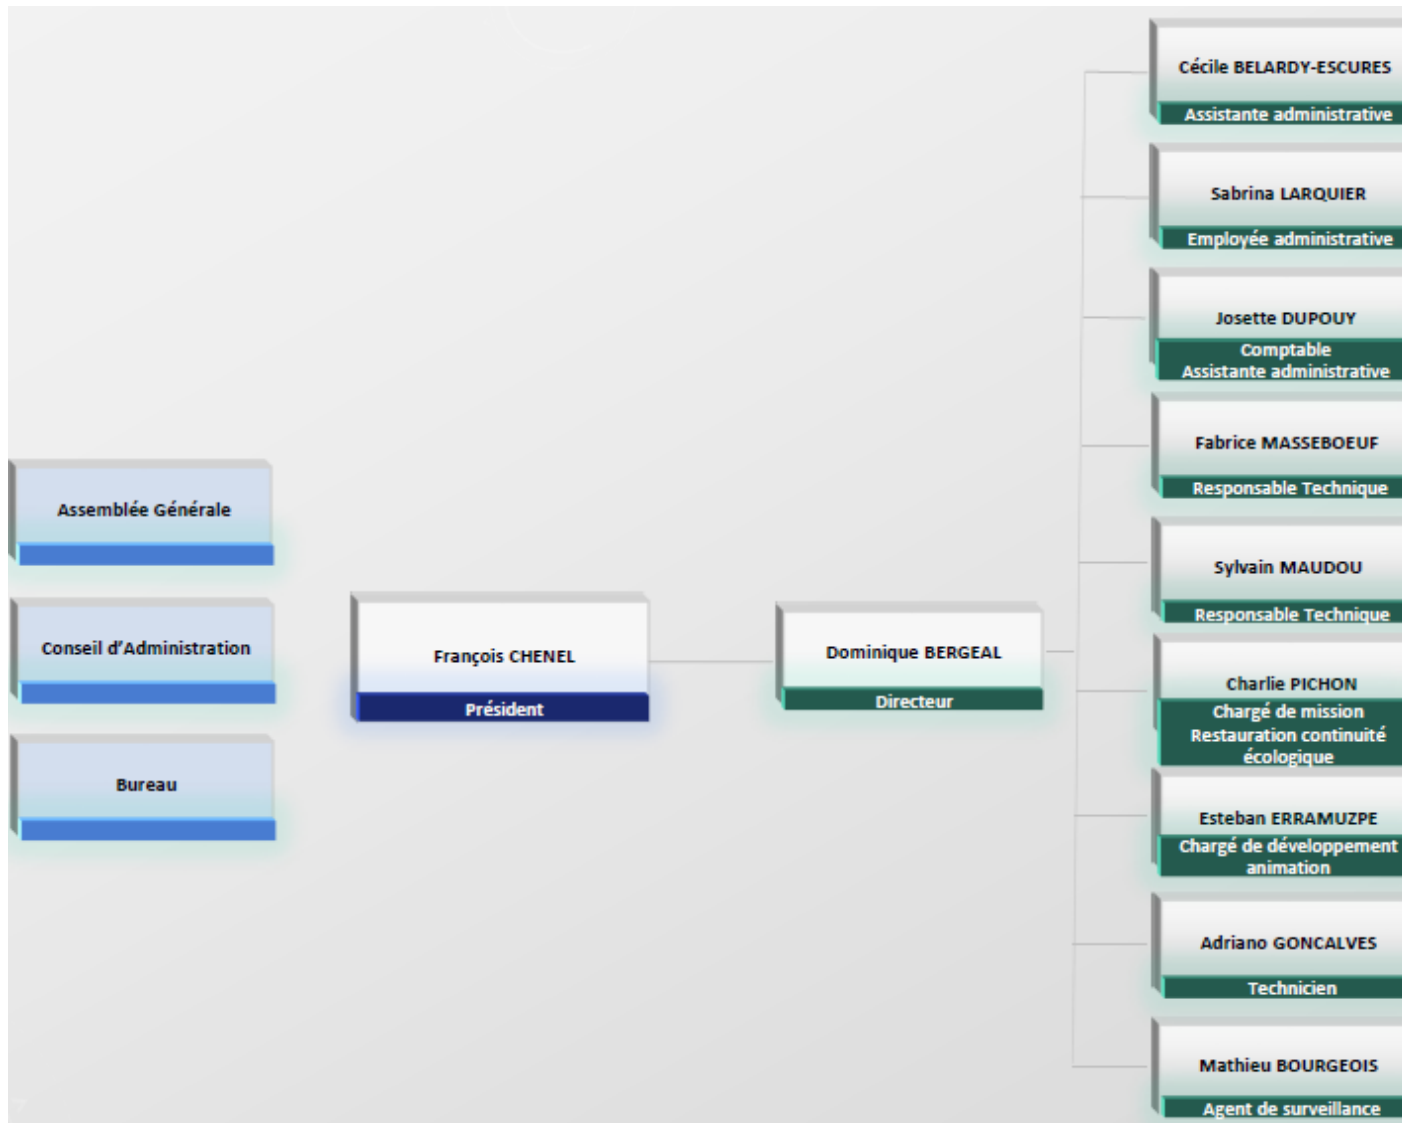 Assemblée Générale
Conseil d'Administration
Bureau
François CHENEL
Président
Dominique BERGEAL
Directeur
Cécile BELARDY-ESCURES
Assistante administrative
Sabrina LARQUIER
Employée administrative
Josette DUPOUY
Comptable
Assistante administrative
Fabrice MASSEBOEUF
Responsable Technique
Sylvain MAUDOU
Responsable Technique
Charlie PICHON
Chargé de mission
Restauration continuité
écologique
Esteban ERRAMUZPE
Chargé de développement
animation
Adriano GONCALVES
Technicien
Mathieu BOURGEOIS
Agent de surveillance